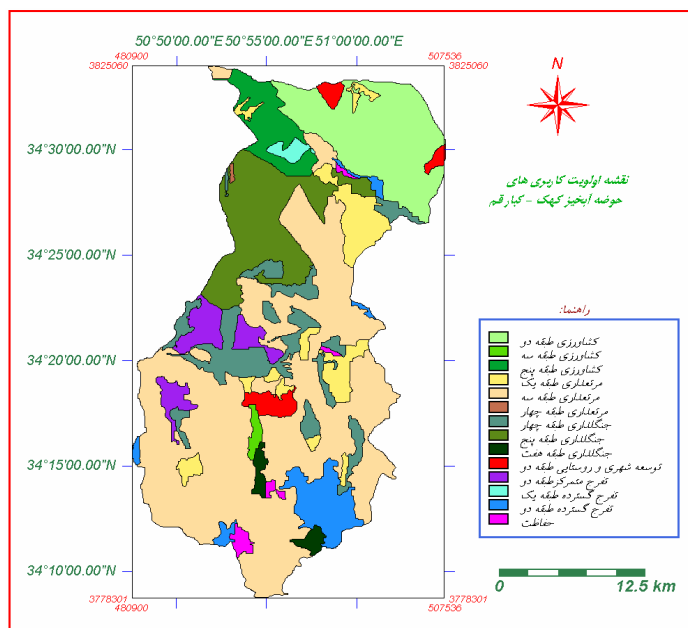 50°50'00.00"E 50°55'00.00"E 51°00'00.00"E
480900 507536
3825060 3825060
N
34°30'00.00"N
نقشه اولویت کاربری های
حوضه آبخیز کهک - کبار قم
34°25'00.00"N
راهنما:
کشاورزی طبقه دو
کشاورزی طبقه سه
کشاورزی طبقه پنج
مرتعداری طبقه یک
مرتعداری طبقه سه
مرتعداری طبقه چهار
جنگلداری طبقه چهار
جنگلداری طبقه پنج
جنگلداری طبقه هفت
توسعه شهری و روستایی طبقه دو
تفرج متمرکز طبقه دو
تفرج گسترده طبقه یک
تفرج گسترده طبقه دو
حفاظت
34°20'00.00"N
34°15'00.00"N
34°10'00.00"N
0 12.5 km
3778301 3778301
480900 507536